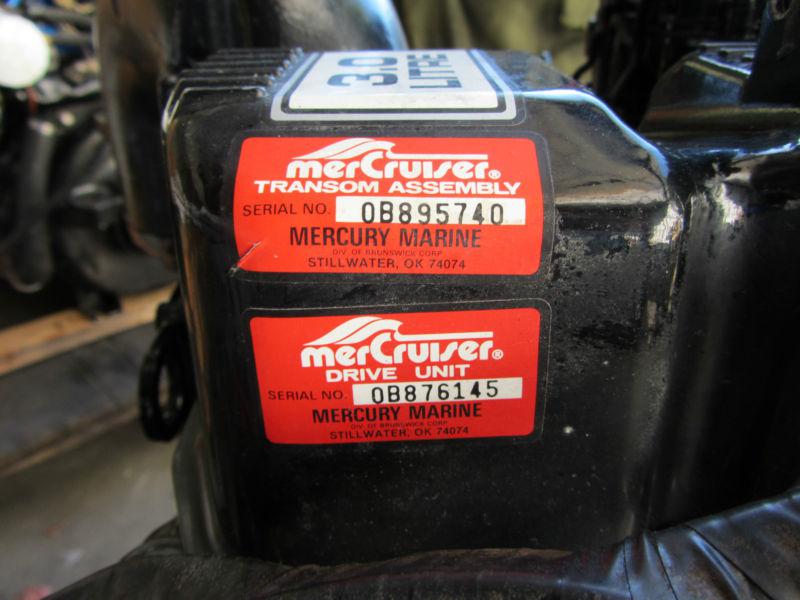 3.0
LITRE
merCruiser®
TRANSOM ASSEMBLY
SERIAL NO. 0B895740
MERCURY MARINE
DIV. OF BRUNSWICK CORP.
STILLWATER, OK 74074
merCruiser®
DRIVE UNIT
SERIAL NO. 0B876145
MERCURY MARINE
DIV. OF BRUNSWICK CORP.
STILLWATER, OK 74074